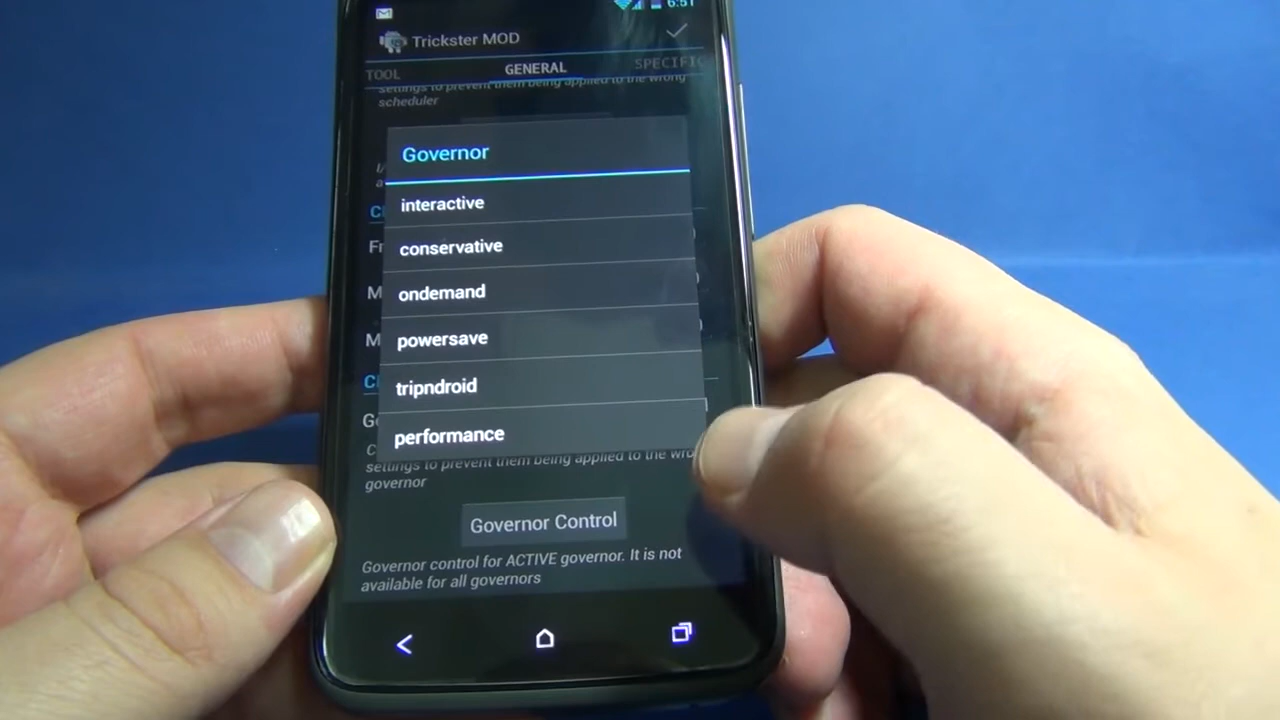 6:51
Trickster MOD
TOOL GENERAL SPECIFIC
settings to prevent them being applied to the wrong
scheduler
Governor
interactive
conservative
ondemand
powersave
tripndroid
performance
settings to prevent them being applied to the
governor
Governor Control
Governor control for ACTIVE governor. It is not
available for all governors